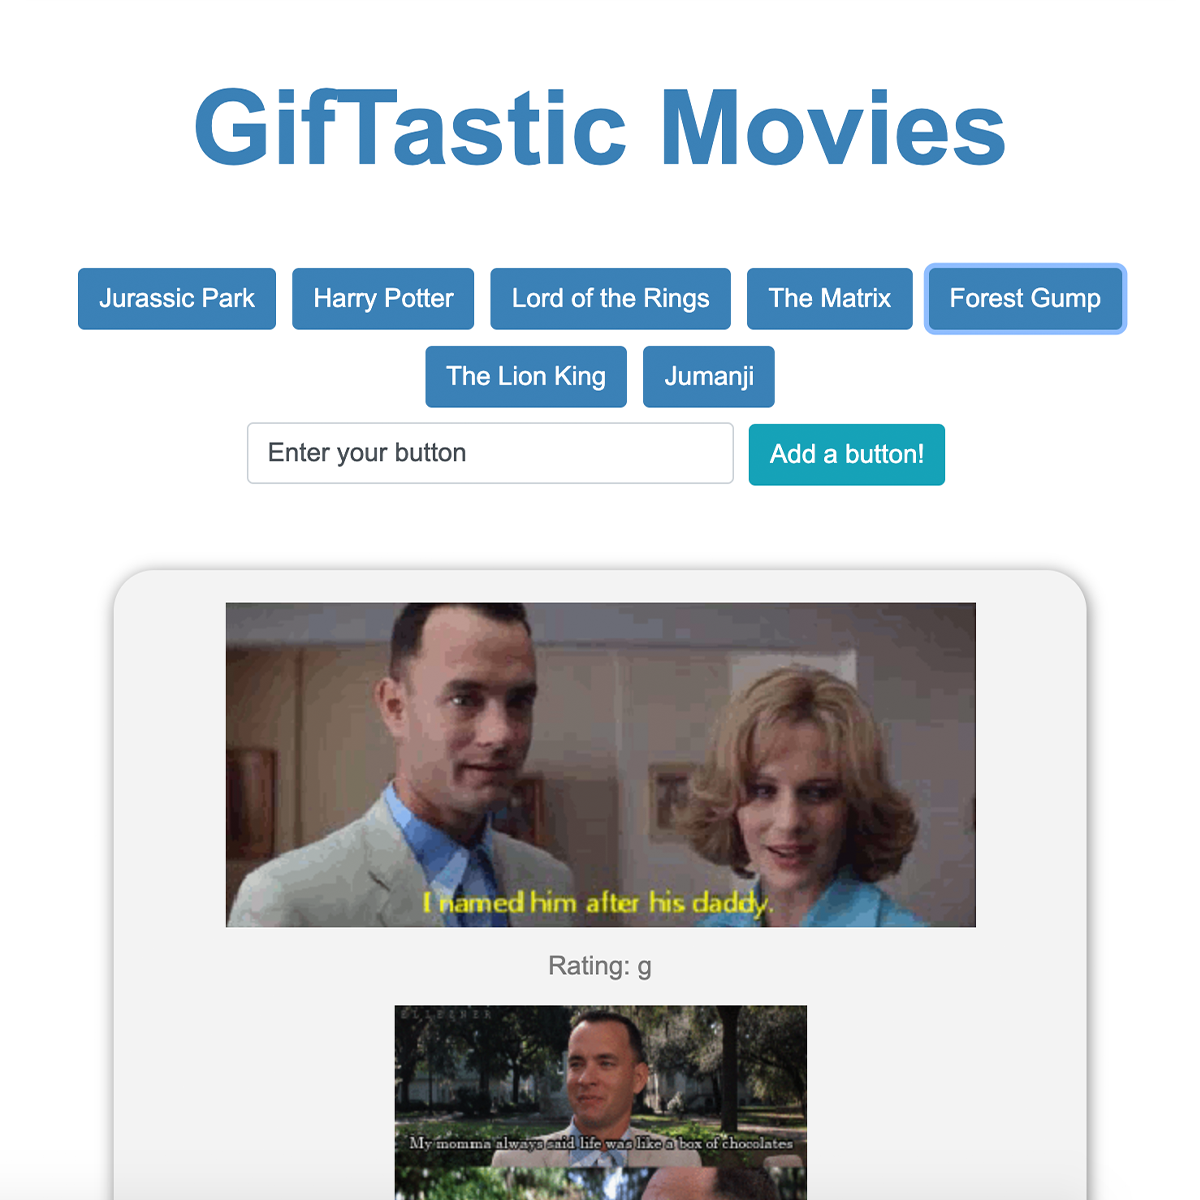 GifTastic Movies
Jurassic Park Harry Potter Lord of the Rings The Matrix Forest Gump
The Lion King Jumanji
Enter your button Add a button!
I named him after his daddy.
Rating: g
ELLEZNER
My momma always said life was like a box of chocolates